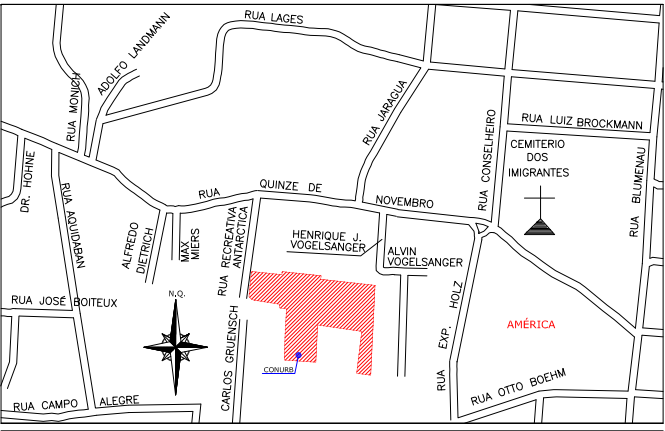 RUA LAGES
ADOLFO LANDMANN
RUA MONICH
RUA JARAGUA
RUA CONSELHEIRO
RUA LUIZ BROCKMANN
CEMITERIO
DOS
IMIGRANTES
RUA BLUMENAU
DR. HOHNE
RUA AQUIDABAN
RUA QUINZE DE NOVEMBRO
ALFREDO
DIETRICH
MAX
MIERS
RUA RECREATIVA
ANTARCTICA
HENRIQUE J.
VOGELSANGER
ALVIN
VOGELSANGER
RUA JOSÉ BOITEUX
N.Q.
CARLOS GRUENSCH
RUA EXP. HOLZ
AMÉRICA
CONURB
RUA CAMPO ALEGRE
RUA OTTO BOEHM